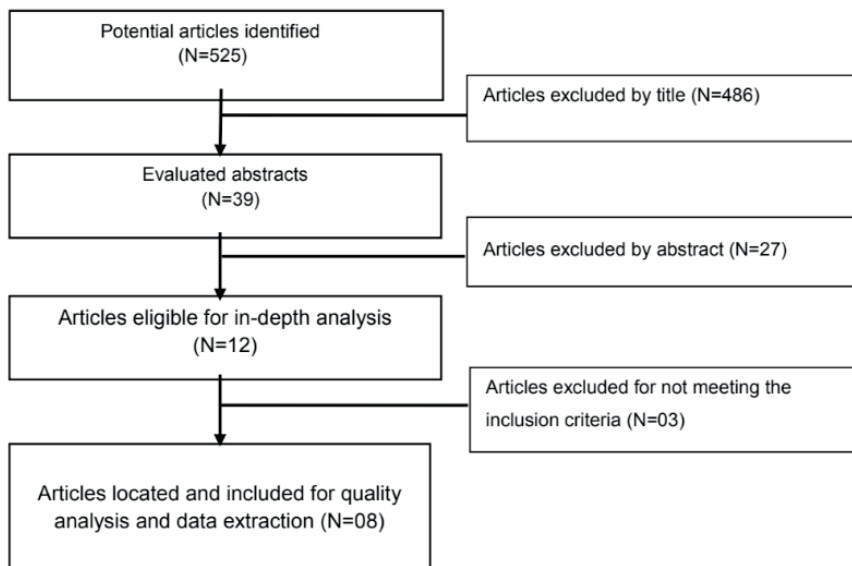 Potential articles identified
(N=525)
Articles excluded by title (N=486)
Evaluated abstracts
(N=39)
Articles excluded by abstract (N=27)
Articles eligible for in-depth analysis
(N=12)
Articles excluded for not meeting the
inclusion criteria (N=03)
Articles located and included for quality
analysis and data extraction (N=08)